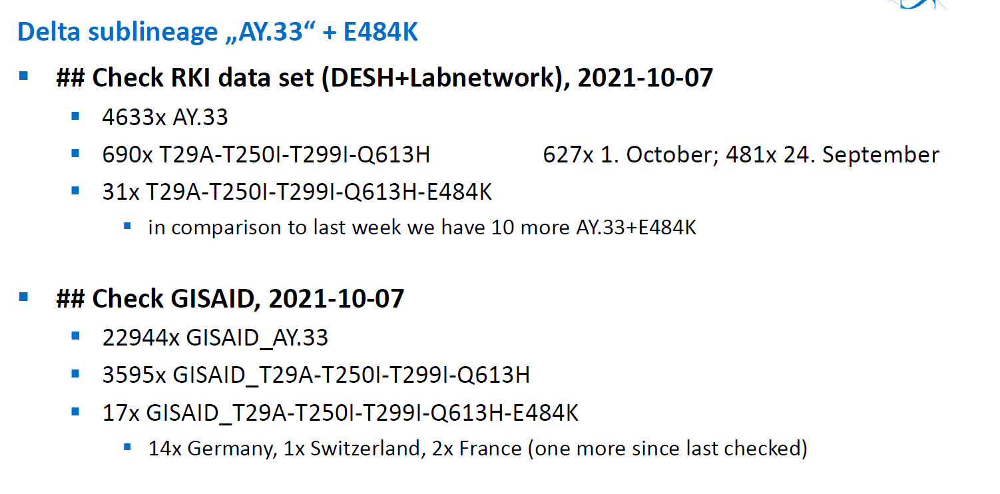 Delta sublineage „AY.33“ + E484K
## Check RKI data set (DESH+Labnetwork), 2021-10-07
4633x AY.33
690x T29A-T250I-T299I-Q613H 627x 1. October; 481x 24. September
31x T29A-T250I-T299I-Q613H-E484K
in comparison to last week we have 10 more AY.33+E484K
## Check GISAID, 2021-10-07
22944x GISAID_AY.33
3595x GISAID_T29A-T250I-T299I-Q613H
17x GISAID_T29A-T250I-T299I-Q613H-E484K
14x Germany, 1x Switzerland, 2x France (one more since last checked)